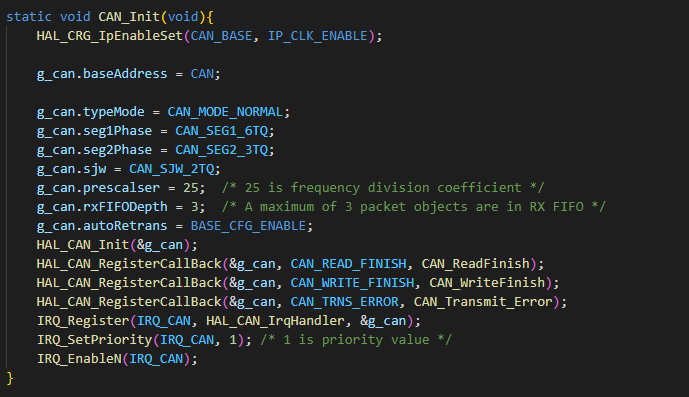 static void CAN_Init(void){
    HAL_CRG_IpEnableSet(CAN_BASE, IP_CLK_ENABLE);
    g_can.baseAddress = CAN;
    g_can.typeMode = CAN_MODE_NORMAL;
    g_can.seg1Phase = CAN_SEG1_6TQ;
    g_can.seg2Phase = CAN_SEG2_3TQ;
    g_can.sjw = CAN_SJW_2TQ;
    g_can.prescalser = 25;  /* 25 is frequency division coefficient */
    g_can.rxFIFODepth = 3;  /* A maximum of 3 packet objects are in RX FIFO */
    g_can.autoRetrans = BASE_CFG_ENABLE;
    HAL_CAN_Init(&g_can);
    HAL_CAN_RegisterCallBack(&g_can, CAN_READ_FINISH, CAN_ReadFinish);
    HAL_CAN_RegisterCallBack(&g_can, CAN_WRITE_FINISH, CAN_WriteFinish);
    HAL_CAN_RegisterCallBack(&g_can, CAN_TRNS_ERROR, CAN_Transmit_Error);
    IRQ_Register(IRQ_CAN, HAL_CAN_IrqHandler, &g_can);
    IRQ_SetPriority(IRQ_CAN, 1); /* 1 is priority value */
    IRQ_EnableN(IRQ_CAN);
}